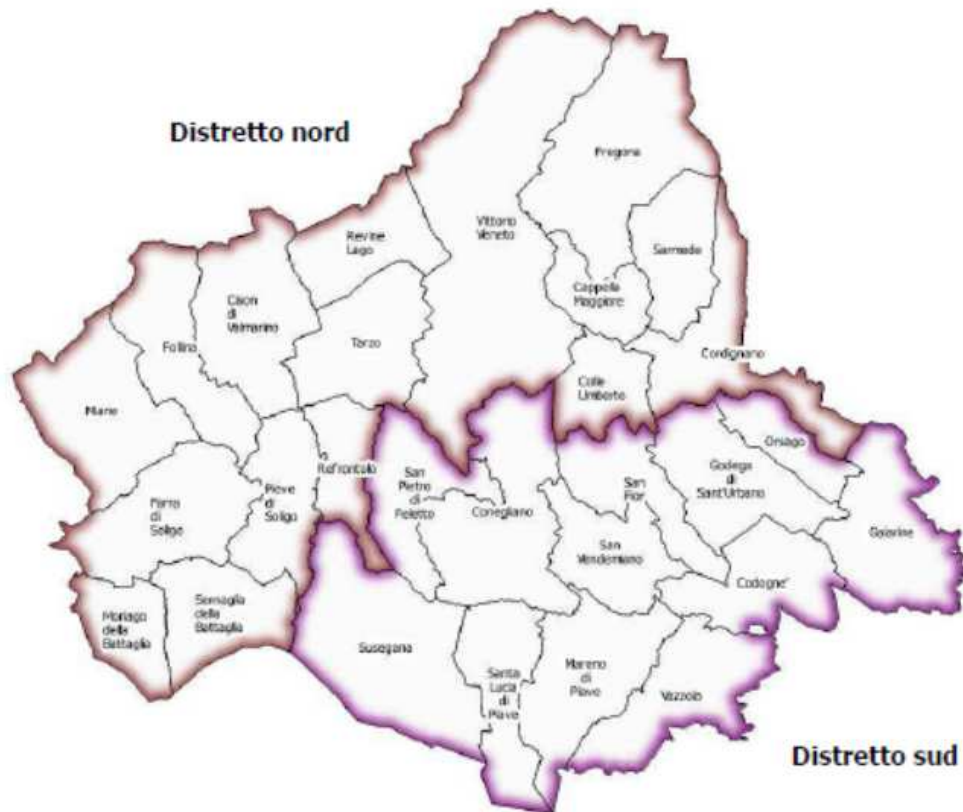 Distretto nord
Fregona
Vittorio
Veneto
Revine
Lago
Sarmede
Cappella
Maggiore
Cison
di
Valmarino
Follina
Tarzo
Cordignano
Colle
Umberto
Miane
Orsago
Refrontolo
San
Pietro di
Feletto
Godega
di
Sant'Urbano
Pieve
di
Soligo
San
Fior
Farra
di
Soligo
Conegliano
Gaiarine
San
Vendemiano
Codogne'
Moriago
della
Battaglia
Sernaglia
della
Battaglia
Susegana
Santa
Lucia
di
Piave
Mareno
di
Piave
Vazzola
Distretto sud